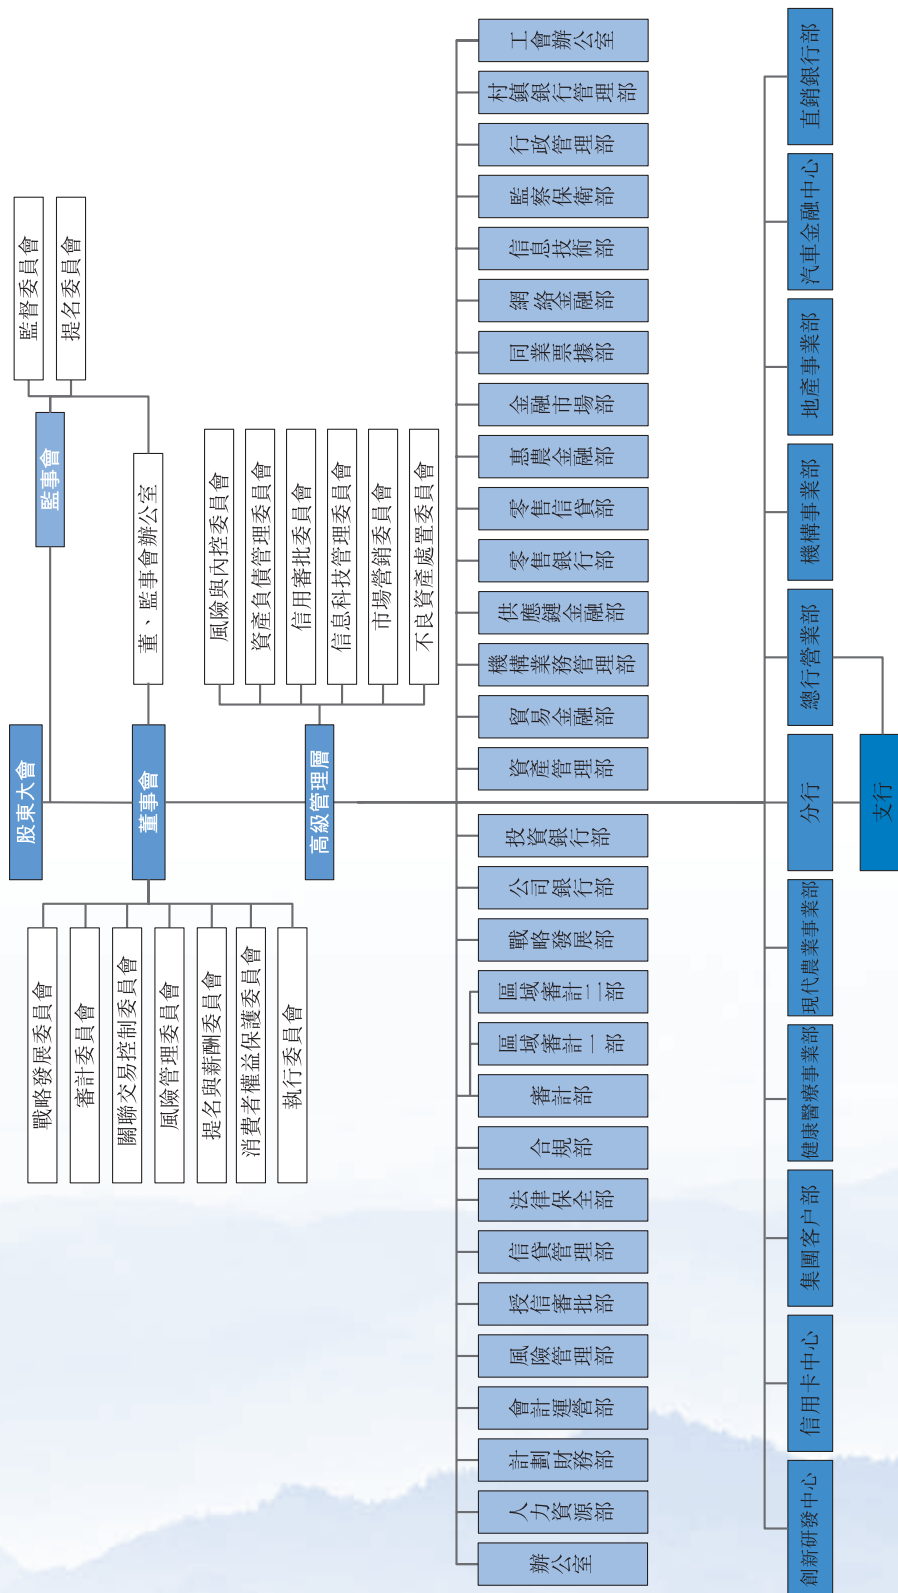 股東大會
監事會
監督委員會
提名委員會
董事會
董、監事會辦公室
戰略發展委員會
審計委員會
關聯交易控制委員會
風險管理委員會
提名與薪酬委員會
消費者權益保護委員會
執行委員會
高級管理層
風險與內控委員會
資產負債管理委員會
信用審批委員會
信息科技管理委員會
市場營銷委員會
不良資產處置委員會
辦公室
人力資源部
計劃財務部
會計運營部
風險管理部
授信審批部
信貸管理部
法律保全部
合規部
審計部
區域審計一部
區域審計二部
戰略發展部
公司銀行部
投資銀行部
資產管理部
貿易金融部
機構業務管理部
供應鏈金融部
零售銀行部
零售信貸部
惠農金融部
金融市場部
同業票據部
網絡金融部
信息技術部
監察保衛部
行政管理部
村鎮銀行管理部
工會辦公室
創新研發中心
信用卡中心
集團客户部
健康醫療事業部
現代農業事業部
分行
總行營業部
機構事業部
地產事業部
汽車金融中心
直銷銀行部
支行